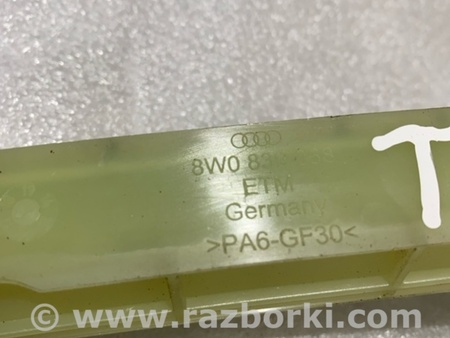 8W0
ETM
Germany
>PA6-GF30<
T
www.razborki.com